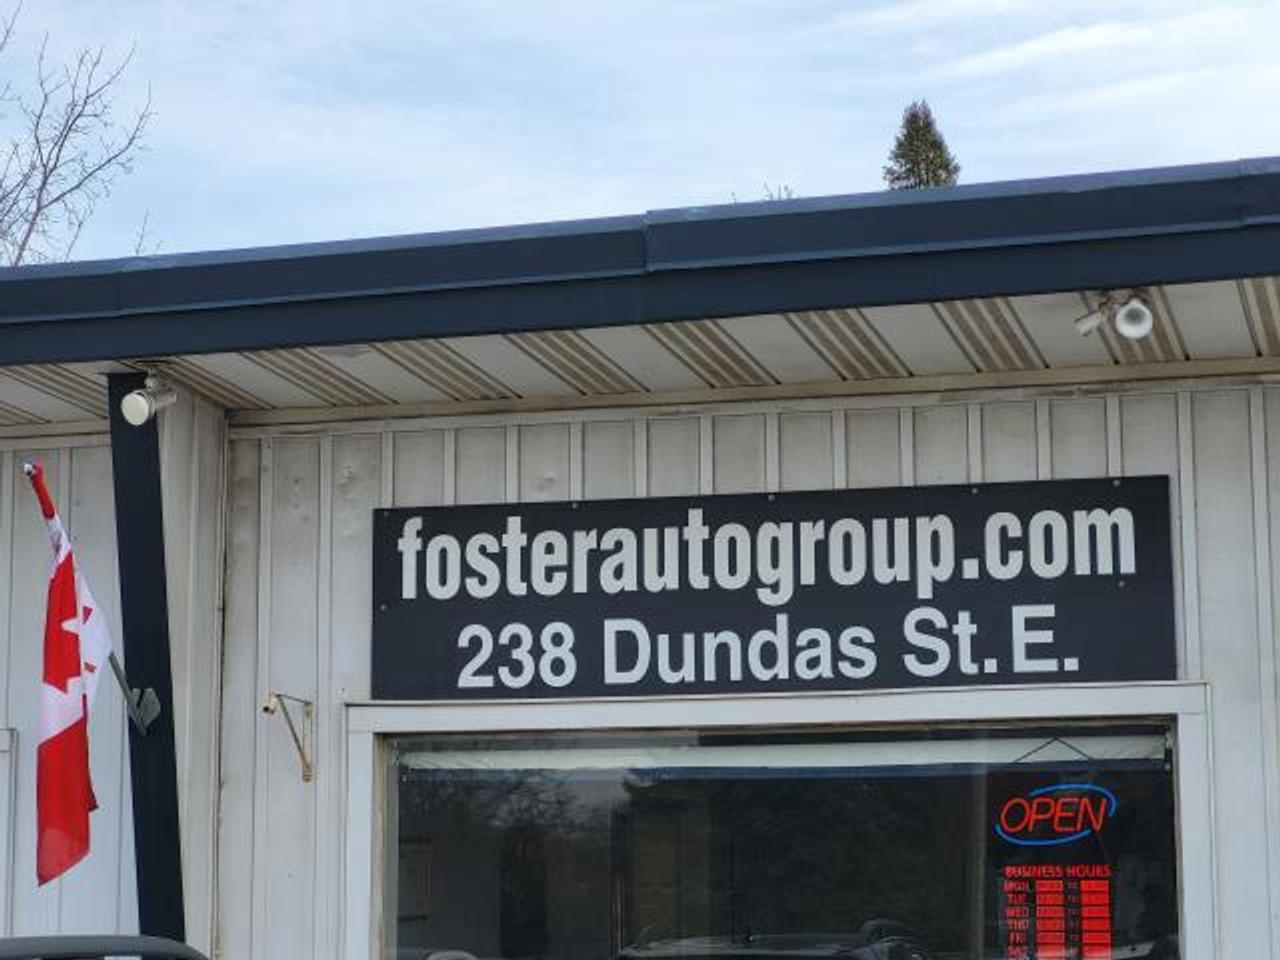 fosterautogroup.com
238 Dundas St. E.
OPEN
BUSINESS HOURS
MON
TUE
WED
THU
FRI